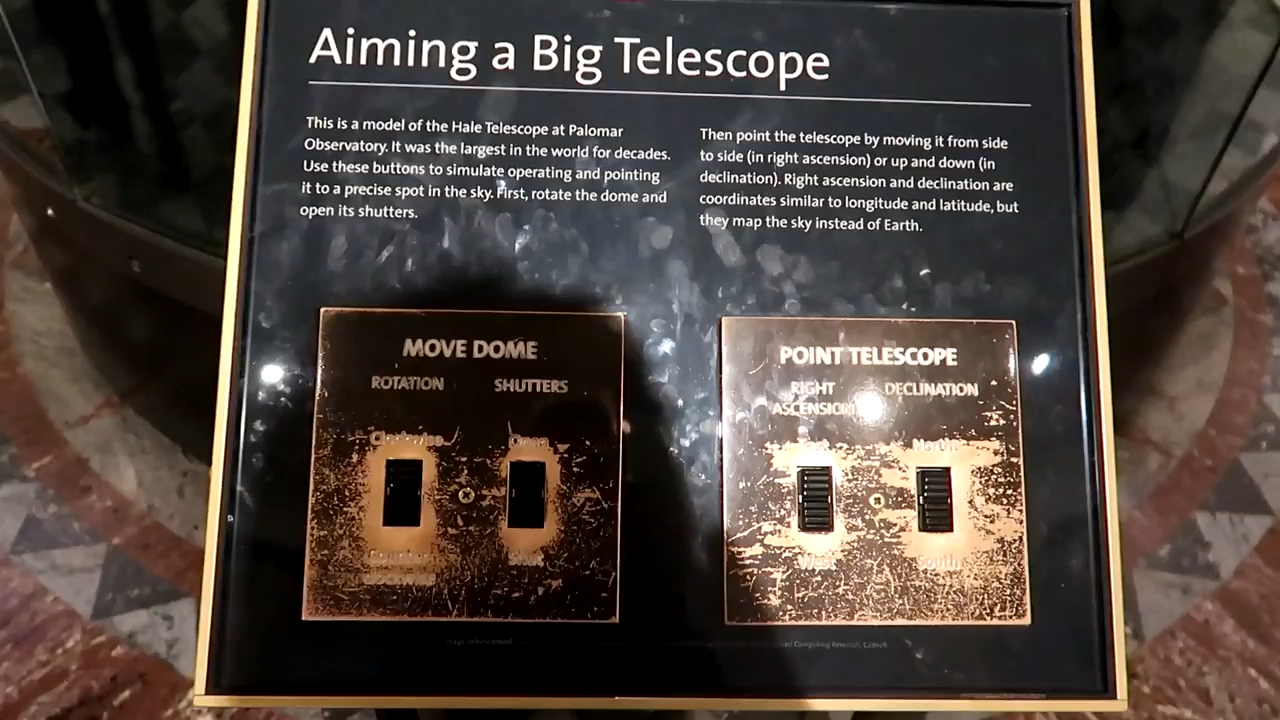 Aiming a Big Telescope
This is a model of the Hale Telescope at Palomar
Observatory. It was the largest in the world for decades.
Use these buttons to simulate operating and pointing
it to a precise spot in the sky. First, rotate the dome and
open its shutters.
Then point the telescope by moving it from side
to side (in right ascension) or up and down (in
declination). Right ascension and declination are
coordinates similar to longitude and latitude, but
they map the sky instead of Earth.
MOVE DOME
ROTATION
SHUTTERS
Clockwise
Open
POINT TELESCOPE
RIGHT
ASCENSION
DECLINATION
East
North
West
South
Computing Research, Caltech